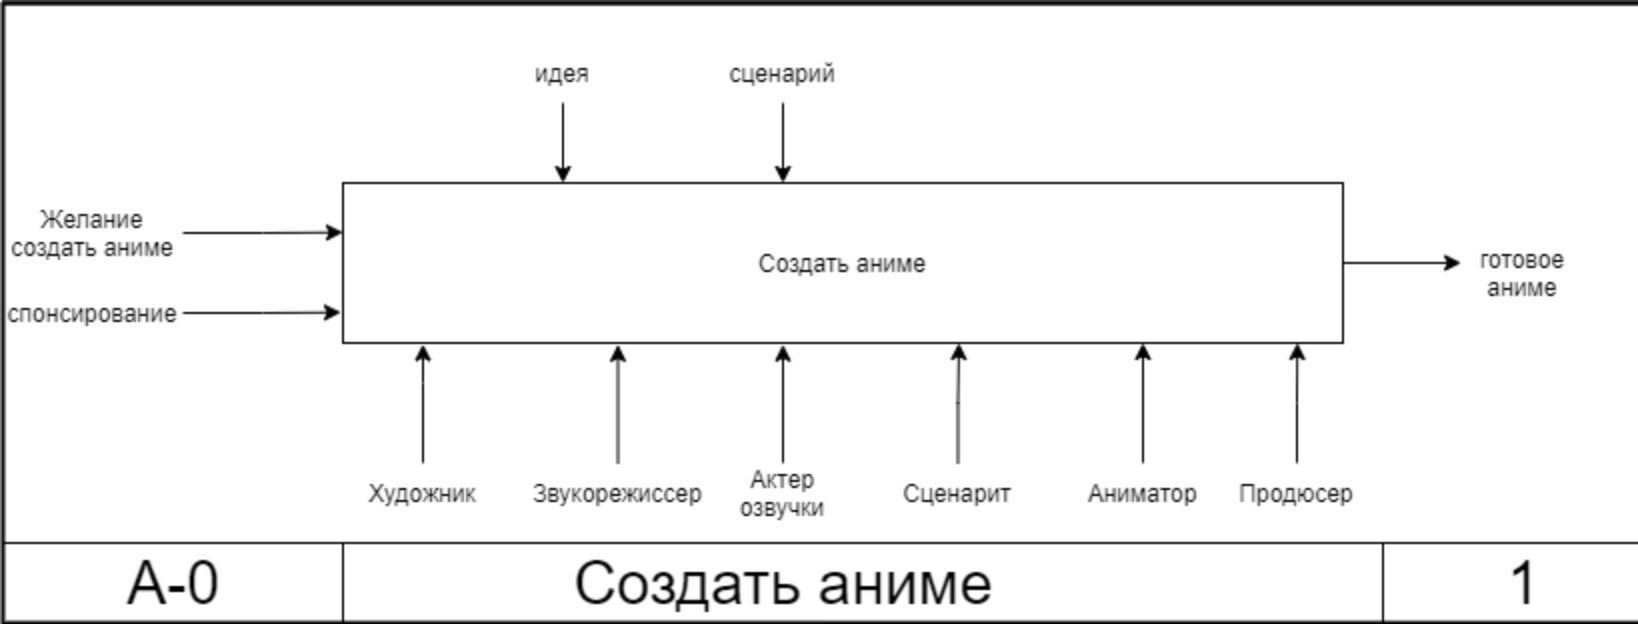 идея
сценарий
Желание
создать аниме
спонсирование
Создать аниме
готовое
аниме
Художник
Звукорежиссер
Актер
озвучки
Сценарит
Аниматор
Продюсер
А-0
Создать аниме
1